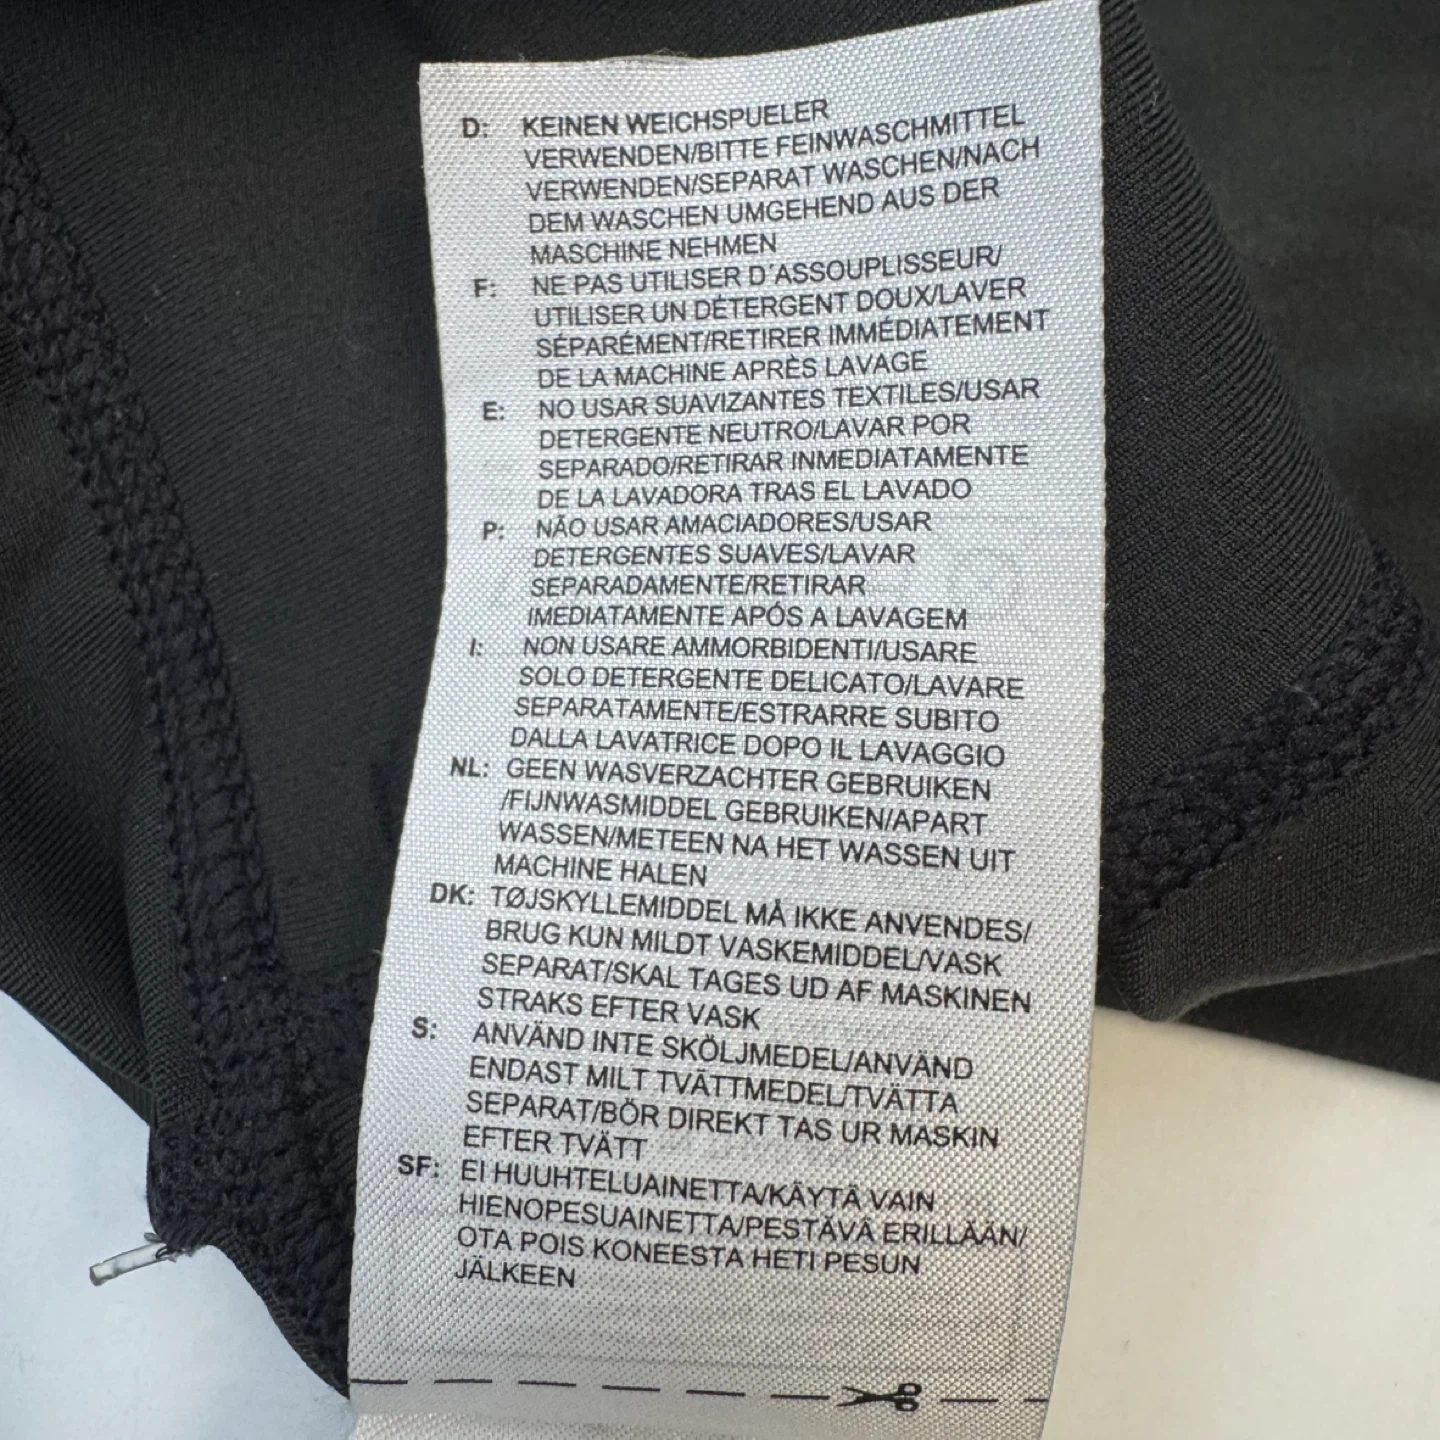 D: KEINEN WEICHSPUELER
VERWENDEN/BITTE FEINWASCHMITTEL
VERWENDEN/SEPARAT WASCHEN/NACH
DEM WASCHEN UMGEHEND AUS DER
MASCHINE NEHMEN
F: NE PAS UTILISER D'ASSOUPLISSEUR/
UTILISER UN DÉTERGENT DOUX/LAVER
SÉPARÉMENT/RETIRER IMMÉDIATEMENT
DE LA MACHINE APRÈS LAVAGE
E: NO USAR SUAVIZANTES TEXTILES/USAR
DETERGENTE NEUTRO/LAVAR POR
SEPARADO/RETIRAR INMEDIATAMENTE
DE LA LAVADORA TRAS EL LAVADO
P: NÃO USAR AMACIADORES/USAR
DETERGENTES SUAVES/LAVAR
SEPARADAMENTE/RETIRAR
IMEDIATAMENTE APÓS A LAVAGEM
I: NON USARE AMMORBIDENTI/USARE
SOLO DETERGENTE DELICATO/LAVARE
SEPARATAMENTE/ESTRARRE SUBITO
DALLA LAVATRICE DOPO IL LAVAGGIO
NL: GEEN WASVERZACHTER GEBRUIKEN
/FIJNWASMIDDEL GEBRUIKEN/APART
WASSEN/METEEN NA HET WASSEN UIT
MACHINE HALEN
DK: TØJSKYLLEMIDDEL MÅ IKKE ANVENDES/
BRUG KUN MILDT VASKEMIDDEL/VASK
SEPARAT/SKAL TAGES UD AF MASKINEN
STRAKS EFTER VASK
S: ANVÄND INTE SKÖLJMEDEL/ANVÄND
ENDAST MILT TVÄTTMEDEL/TVÄTTA
SEPARAT/BÖR DIREKT TAS UR MASKIN
EFTER TVÄTT
SF: EI HUUHTELUAINETTA/KÄYTÄ VAIN
HIENOPESUAINETTA/PESTÄVÄ ERILLÄÄN/
OTA POIS KONEESTA HETI PESUN
JÄLKEEN